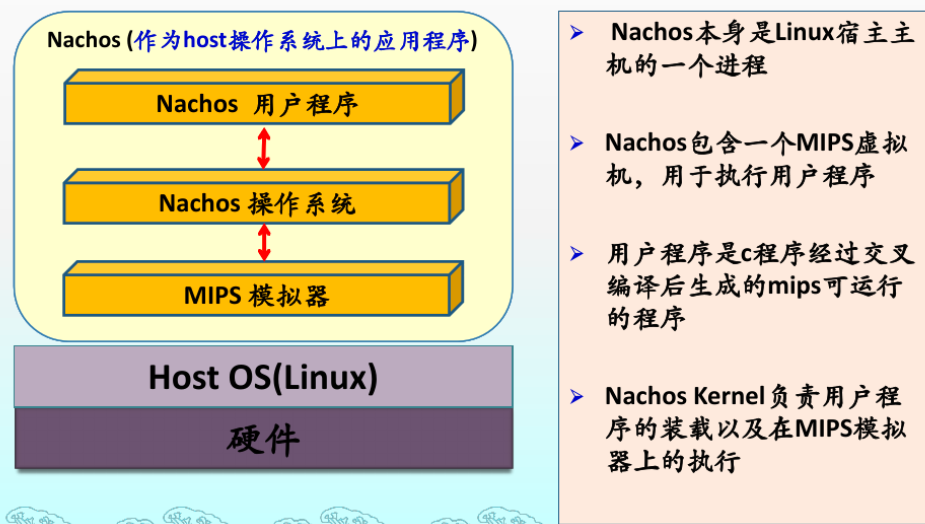 Nachos (作为host操作系统上的应用程序)
Nachos 用户程序
Nachos 操作系统
MIPS 模拟器
Host OS(Linux)
硬件
Nachos本身是Linux宿主主
机的一个进程
Nachos包含一个MIPS虚拟
机，用于执行用户程序
用户程序是c程序经过交叉
编译后生成的mips可运行
的程序
Nachos Kernel负责用户程
序的装载以及在MIPS模拟
器上的执行